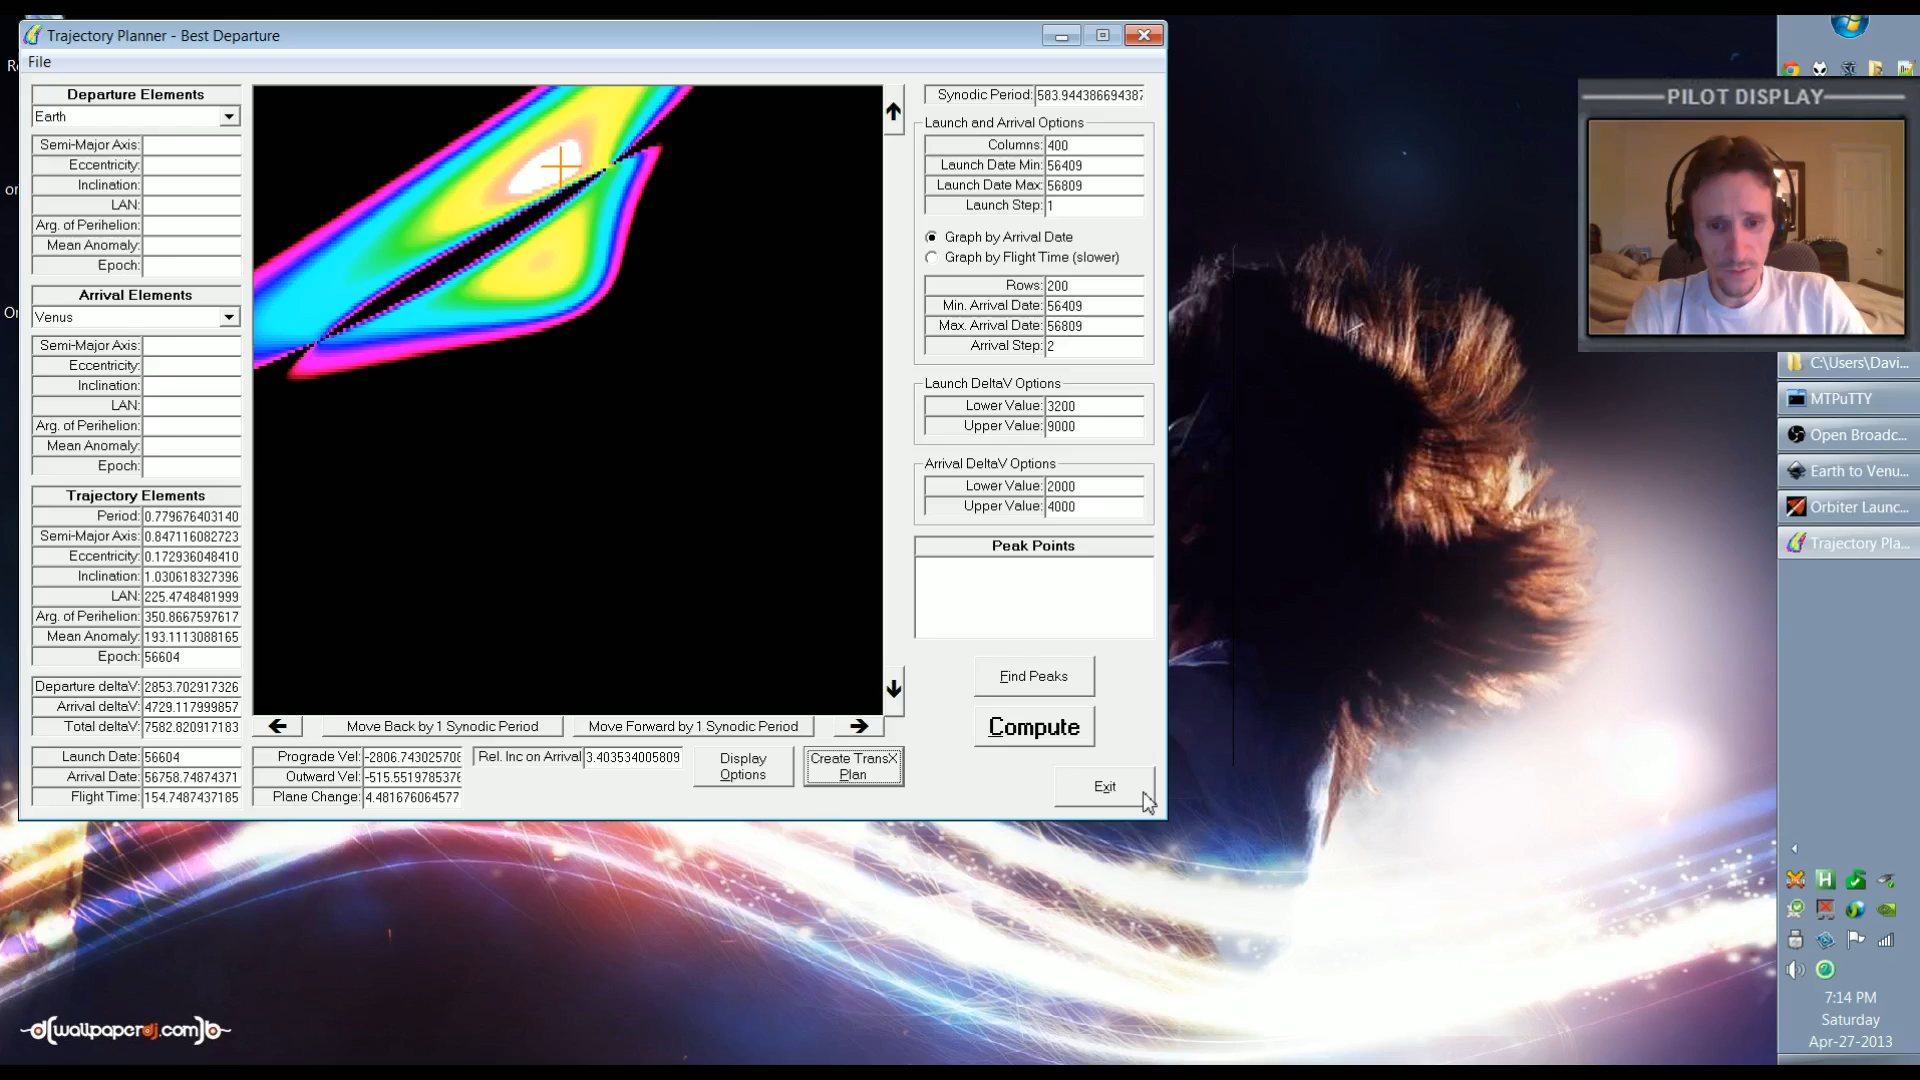 Trajectory Planner - Best Departure
File
Departure Elements
Earth
Semi-Major Axis:
Eccentricity:
Inclination:
LAN:
Arg. of Perihelion:
Mean Anomaly:
Epoch:
Arrival Elements
Venus
Semi-Major Axis:
Eccentricity:
Inclination:
LAN:
Arg. of Perihelion:
Mean Anomaly:
Epoch:
Trajectory Elements
Period: 0.779676403140
Semi-Major Axis: 0.847116082723
Eccentricity: 0.172936048410
Inclination: 1.030618327396
LAN: 225.4748481999
Arg. of Perihelion: 350.8667597617
Mean Anomaly: 193.1113088165
Epoch: 56604
Departure deltaV: 2853.702917326
Arrival deltaV: 4729.117999857
Total deltaV: 7582.820917183
Launch Date: 56604
Arrival Date: 56758.74874371
Flight Time: 154.7487437185
Move Back by 1 Synodic Period
Move Forward by 1 Synodic Period
Prograde Vel: -2806.743025708
Outward Vel: -515.5519785376
Plane Change: 4.481676064577
Rel. Inc on Arrival 3.403534005809
Display
Options
Create TransX
Plan
Synodic Period: 583.944386694387
Launch and Arrival Options
Columns: 400
Launch Date Min: 56409
Launch Date Max: 56809
Launch Step: 1
Graph by Arrival Date
Graph by Flight Time (slower)
Rows: 200
Min. Arrival Date: 56409
Max. Arrival Date: 56809
Arrival Step: 2
Launch DeltaV Options
Lower Value: 3200
Upper Value: 9000
Arrival DeltaV Options
Lower Value: 2000
Upper Value: 4000
Peak Points
Find Peaks
Compute
Exit
PILOT DISPLAY
C:\Users\Davi...
MTPuTTY
Open Broadc...
Earth to Venu...
Orbiter Launc...
Trajectory Pla...
7:14 PM
Saturday
Apr-27-2013
d[wallpaperdj.com]b